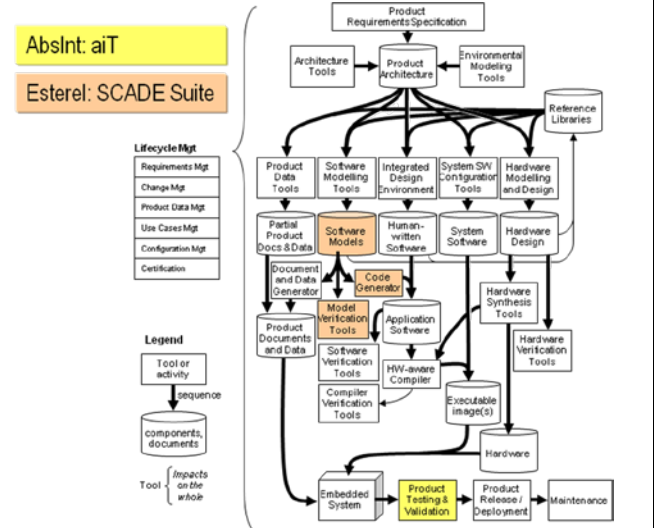 AbsInt: aiT
Esterel: SCADE Suite
Product
Requirements Specification
Architecture
Tools
Product
Architecture
Environmental
Modeling
Tools
Reference
Libraries
Lifecycle Mgt
Requirements Mgt
Change Mgt
Product Data Mgt
Use Cases Mgt
Configuration Mgt
Certification
Product
Data
Tools
Software
Modelling
Tools
Integrated
Design
Environment
System SW
Configuration
Tools
Hardware
Modelling
and Design
Partial
Product
Docs & Data
Software
Models
Human-
written
Software
System
Software
Hardware
Design
Document
and Data
Generator
Code
Generator
Model
Verification
Tools
Application
Software
Hardware
Synthesis
Tools
Product
Documents
and Data
Software
Verification
Tools
HW-aware
Compiler
Hardware
Verification
Tools
Compiler
Verification
Tools
Executable
image(s)
Hardware
Legend
Tool or
activity
sequence
components,
documents
Tool
Impacts
on the
whole
Embedded
System
Product
Testing &
Validation
Product
Release /
Deployment
Maintenance